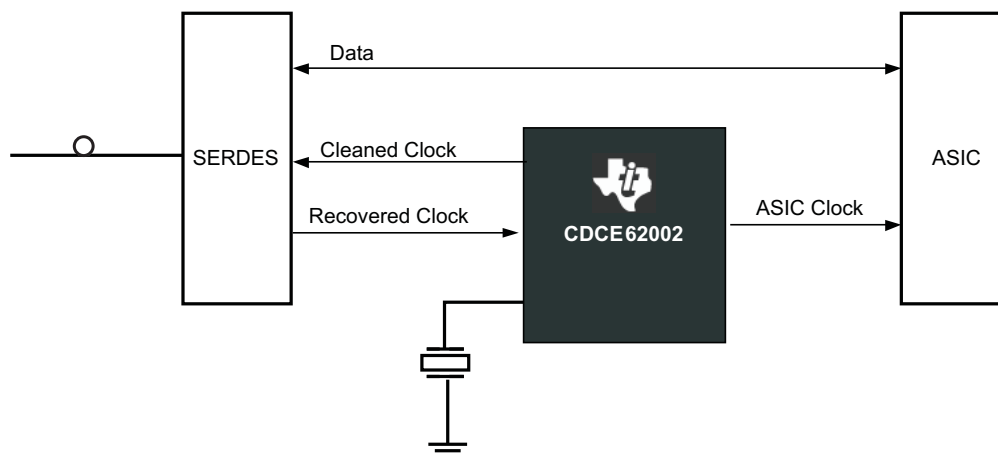 Data
SERDES
Cleaned Clock
ASIC
Recovered Clock
ASIC Clock
CDCE62002